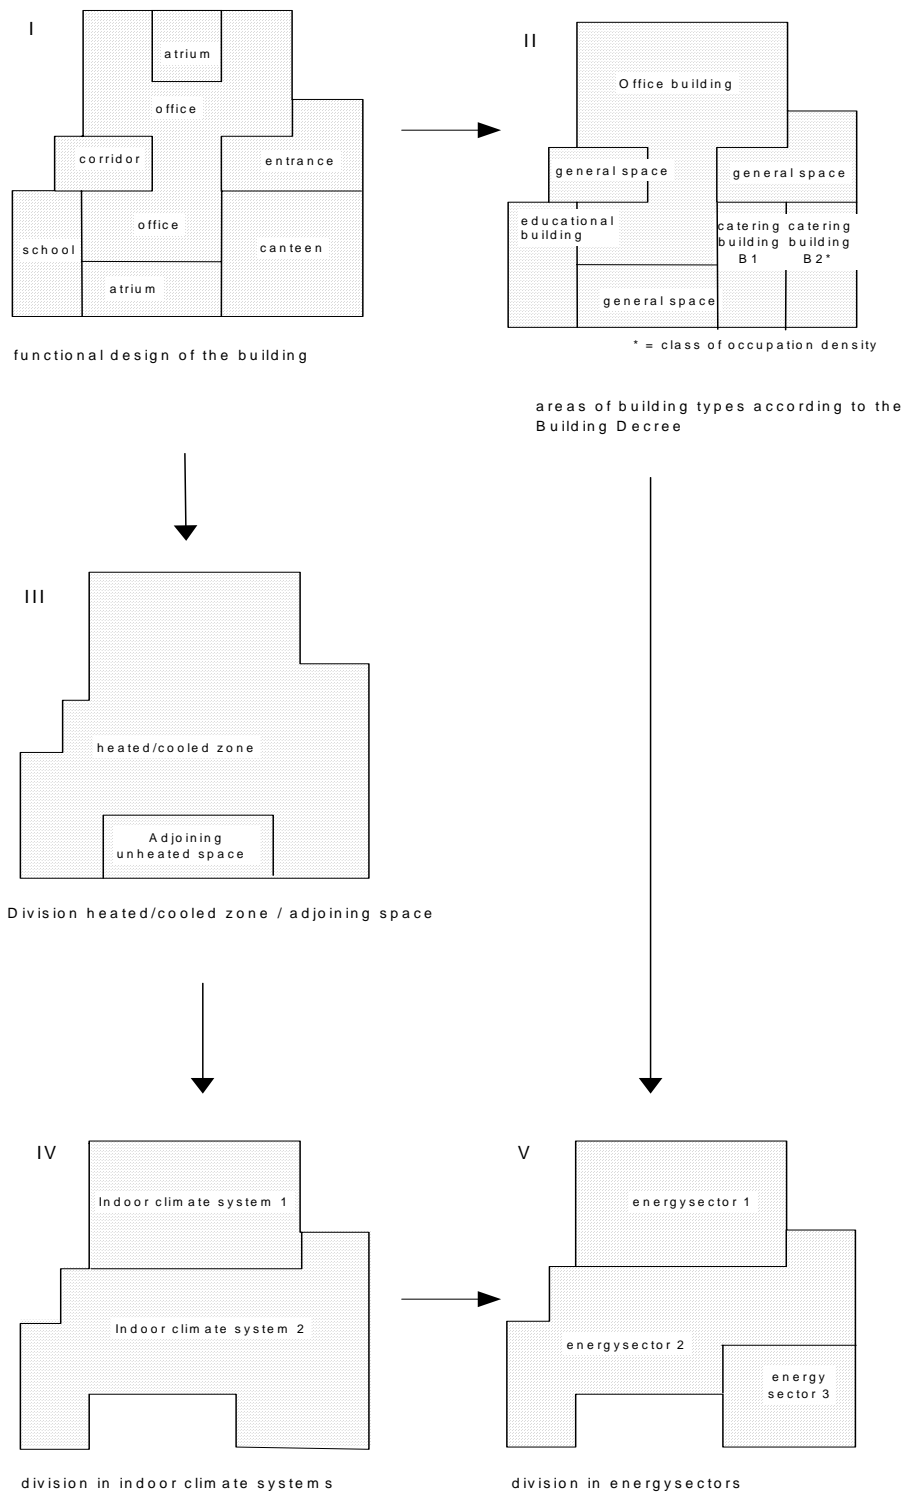 I
atrium
office
corridor
entrance
office
school
canteen
atrium
functional design of the building
II
Office building
general space
general space
educational
building
catering
building
B1
catering
building
B2*
general space
* = class of occupation density
areas of building types according to the
Building Decree
III
heated/cooled zone
Adjoining
unheated space
Division heated/cooled zone / adjoining space
IV
Indoor climate system 1
Indoor climate system 2
division in indoor climate systems
V
energysector 1
energysector 2
energy
sector 3
division in energysectors